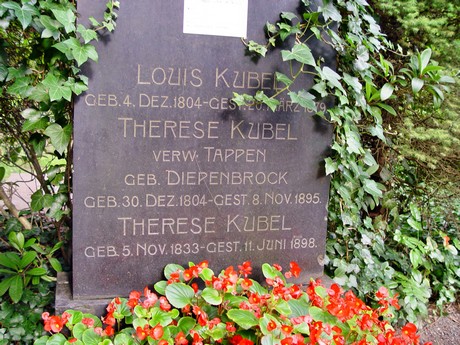 LOUIS KÜBEL
GEB. 4. DEZ. 1804 - GEST. MÄRZ
THERESE KÜBEL
VERW. TAPPEN
GEB. DIEPENBROCK
GEB. 30. DEZ. 1804 - GEST. 8. NOV. 1895.
THERESE KÜBEL
GEB. 5. NOV. 1833 - GEST. 11. JUNI 1898.